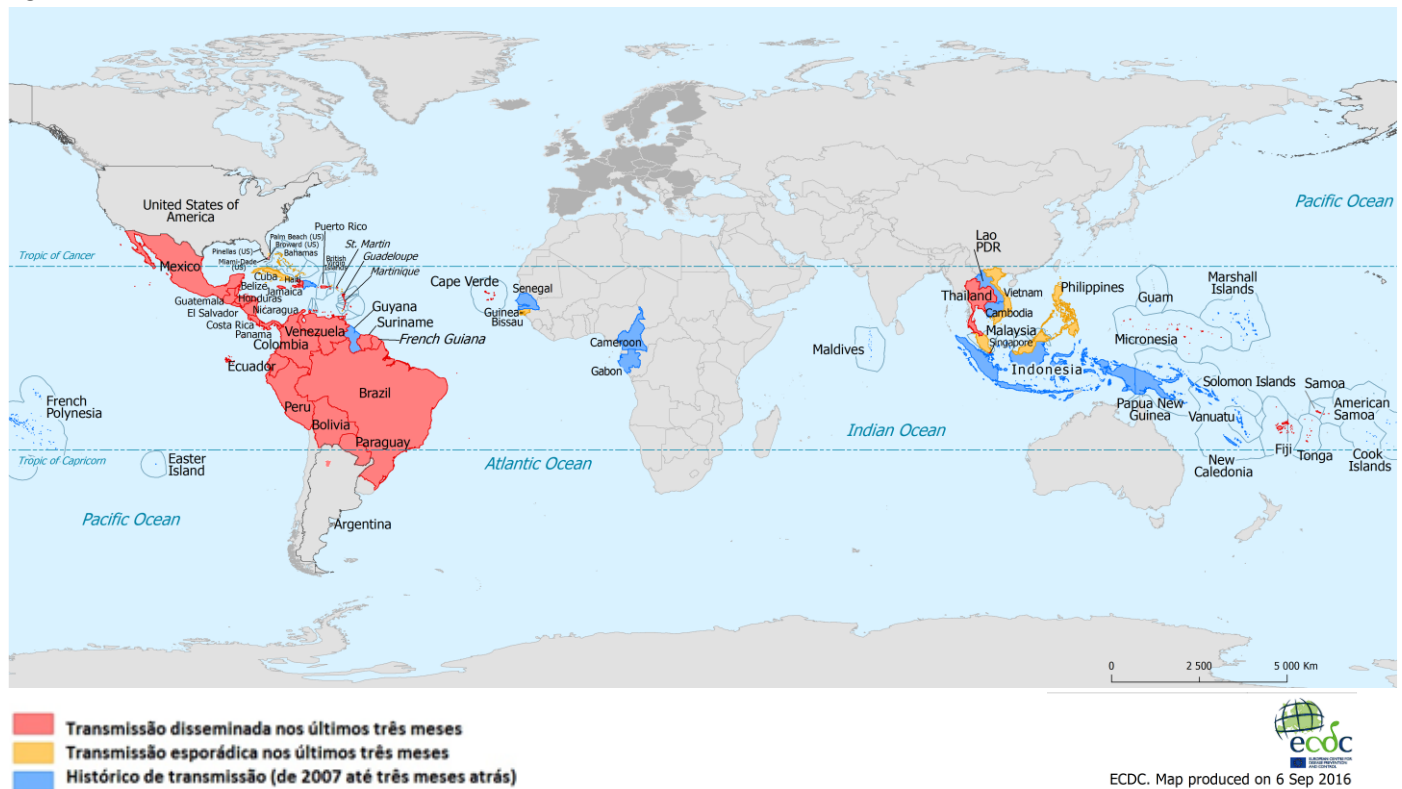 United States of
America
Pacific Ocean
Puerto Rico
Palm Beach (US)
Broward (US)
Bahamas
Pinellas (US)
Miami-Dade
(US)
St. Martin
Guadeloupe
Martinique
British
Virgin
Islands
Tropic of Cancer
Mexico
Cuba
Haiti
Belize
Jamaica
Guatemala
Honduras
El Salvador
Nicaragua
Costa Rica
Panama
Venezuela
Colombia
Guyana
Suriname
French Guiana
Ecuador
Brazil
Peru
Bolivia
Paraguay
French
Polynesia
Tropic of Capricorn
Easter
Island
Argentina
Pacific Ocean
Atlantic Ocean
Cape Verde
Senegal
Guinea
Bissau
Cameroon
Gabon
Maldives
Indian Ocean
Lao
PDR
Thailand
Vietnam
Cambodia
Philippines
Malaysia
Singapore
Indonesia
Guam
Marshall
Islands
Micronesia
Papua New
Guinea
Solomon Islands
Vanuatu
Samoa
American
Samoa
New
Caledonia
Fiji
Tonga
Cook
Islands
0 2 500 5 000 Km
Transmissão disseminada nos últimos três meses
Transmissão esporádica nos últimos três meses
Histórico de transmissão (de 2007 até três meses atrás)
ecdc
EUROPEAN CENTRE FOR
DISEASE PREVENTION
AND CONTROL
ECDC. Map produced on 6 Sep 2016